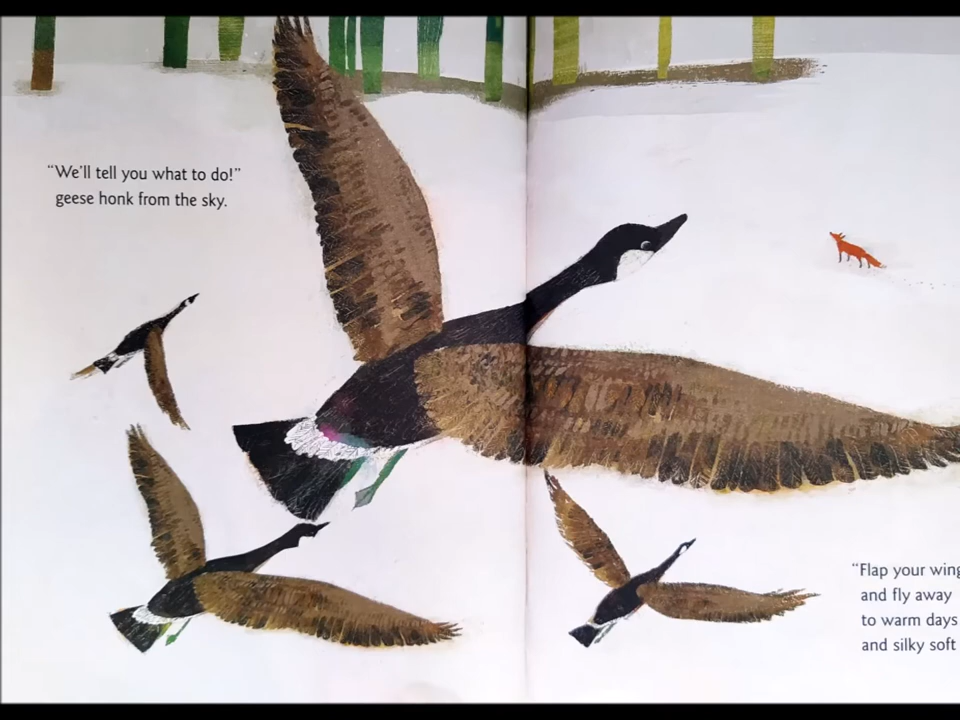 “We’ll tell you what to do!”
geese honk from the sky.
“Flap your wing
and fly away
to warm days
and silky soft